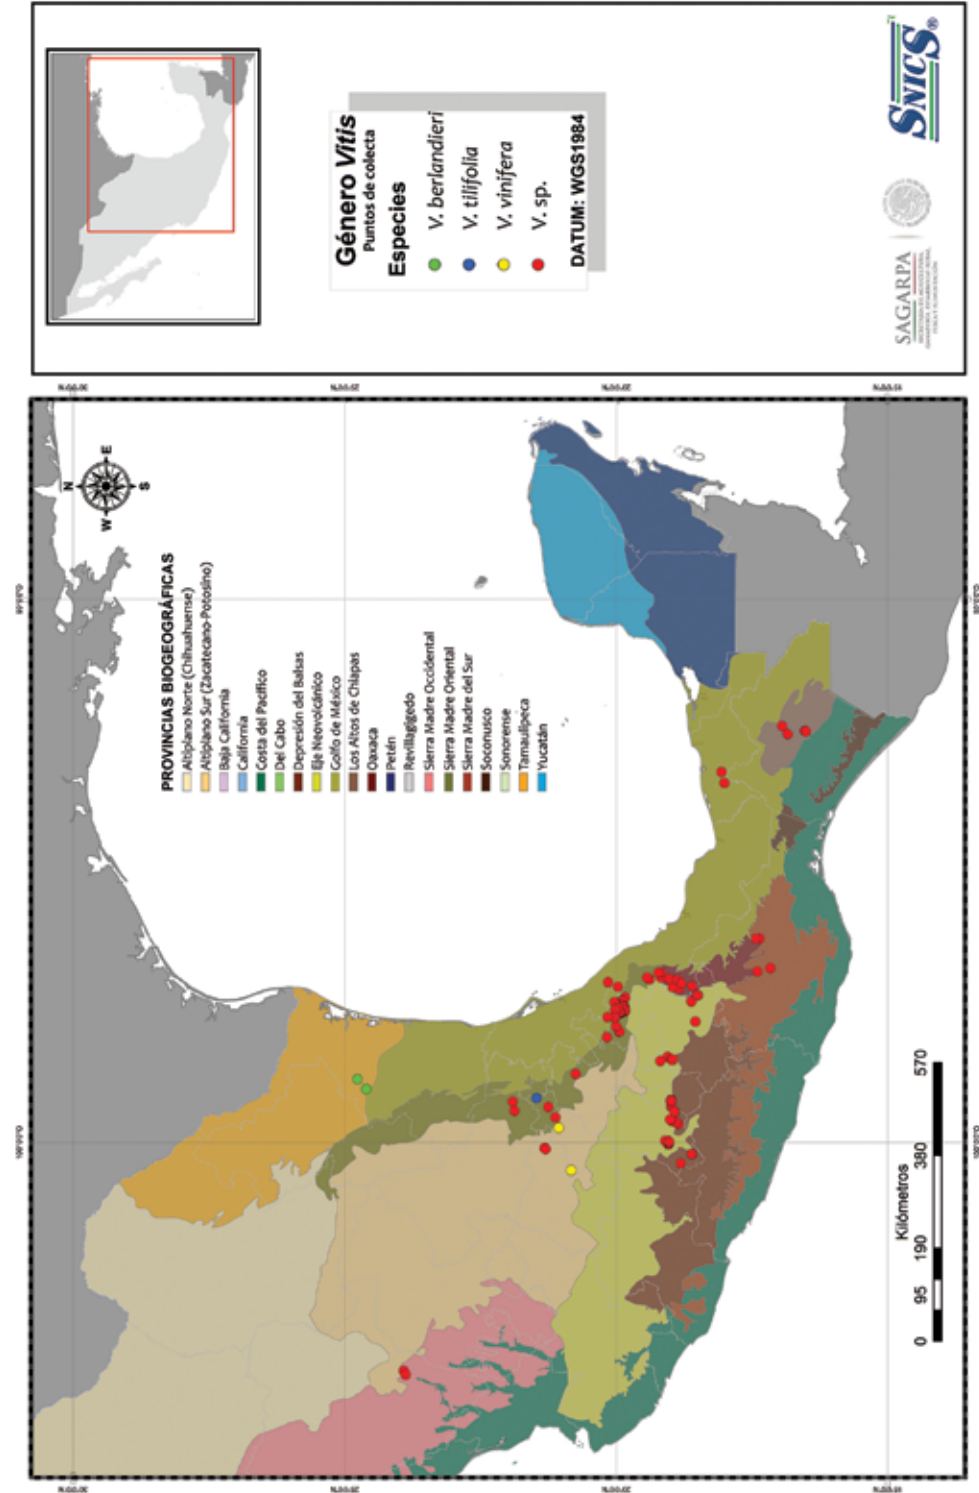 PROVINCIAS BIOGEOGRÁFICAS
Altiplano Norte (Chihuahuense)
Altiplano Sur (Zacatecano-Potosino)
Baja California
California
Costa del Pacífico
Del Cabo
Depresión del Balsas
Eje Neovolcánico
Golfo de México
Los Altos de Chiapas
Oaxaca
Petén
Revillagigedo
Sierra Madre Occidental
Sierra Madre Oriental
Sierra Madre del Sur
Soconusco
Sonorense
Tamaulipeca
Yucatán
N
W
E
S
Kilómetros
0 95 190 380 570
Género Vitis
Puntos de colecta
Especies
V. berlandieri
V. tilifolia
V. vinifera
V. sp.
DATUM: WGS1984
SAGARPA
SNICS®